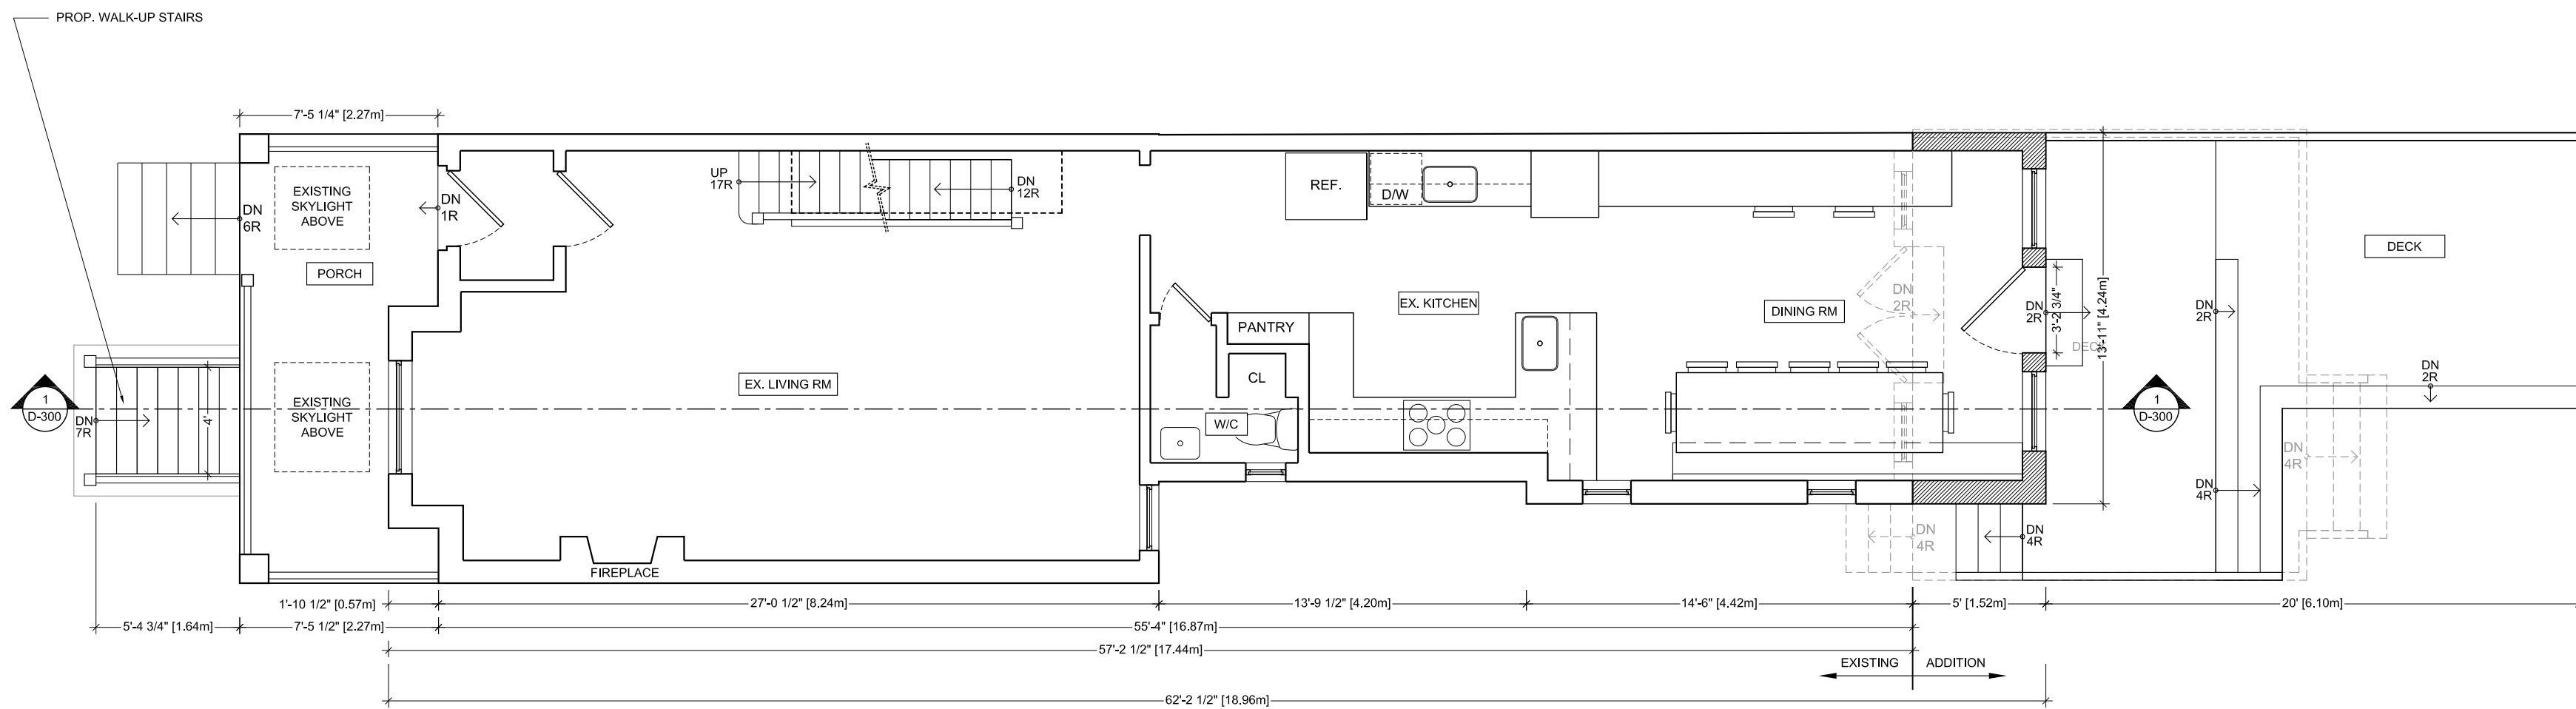 PROP. WALK-UP STAIRS
7'-5 1/4" [2.27m]
EXISTING
SKYLIGHT
ABOVE
DN
6R
DN
1R
PORCH
UP
17R
DN
12R
REF.
D/W
DECK
EX. KITCHEN
DINING RM
DN
2R
DN
2R
3'-2 3/4"
13'-11" [4.24m]
DN
2R
PANTRY
CL
EX. LIVING RM
EXISTING
SKYLIGHT
ABOVE
1
D-300
DN
7R
4'
W/C
DECK
DN
2R
1
D-300
DN
4R
DN
4R
DN
4R
DN
4R
FIREPLACE
1'-10 1/2" [0.57m]
27'-0 1/2" [8.24m]
13'-9 1/2" [4.20m]
14'-6" [4.42m]
5' [1.52m]
20' [6.10m]
5'-4 3/4" [1.64m]
7'-5 1/2" [2.27m]
55'-4" [16.87m]
57'-2 1/2" [17.44m]
EXISTING
ADDITION
62'-2 1/2" [18.96m]